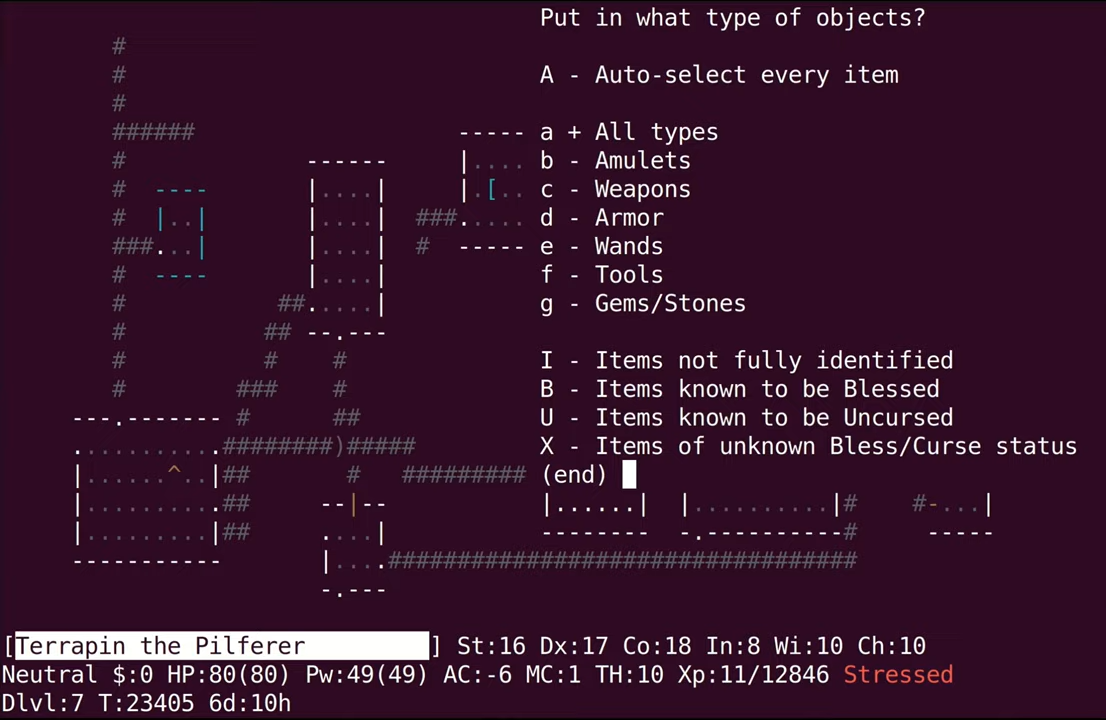 Put in what type of objects?
A - Auto-select every item
a + All types
b - Amulets
c - Weapons
d - Armor
e - Wands
f - Tools
g - Gems/Stones
I - Items not fully identified
B - Items known to be Blessed
U - Items known to be Uncursed
X - Items of unknown Bless/Curse status
(end)
[Terrapin the Pilferer ] St:16 Dx:17 Co:18 In:8 Wi:10 Ch:10
Neutral $:0 HP:80(80) Pw:49(49) AC:-6 MC:1 TH:10 Xp:11/12846 Stressed
Dlvl:7 T:23405 6d:10h